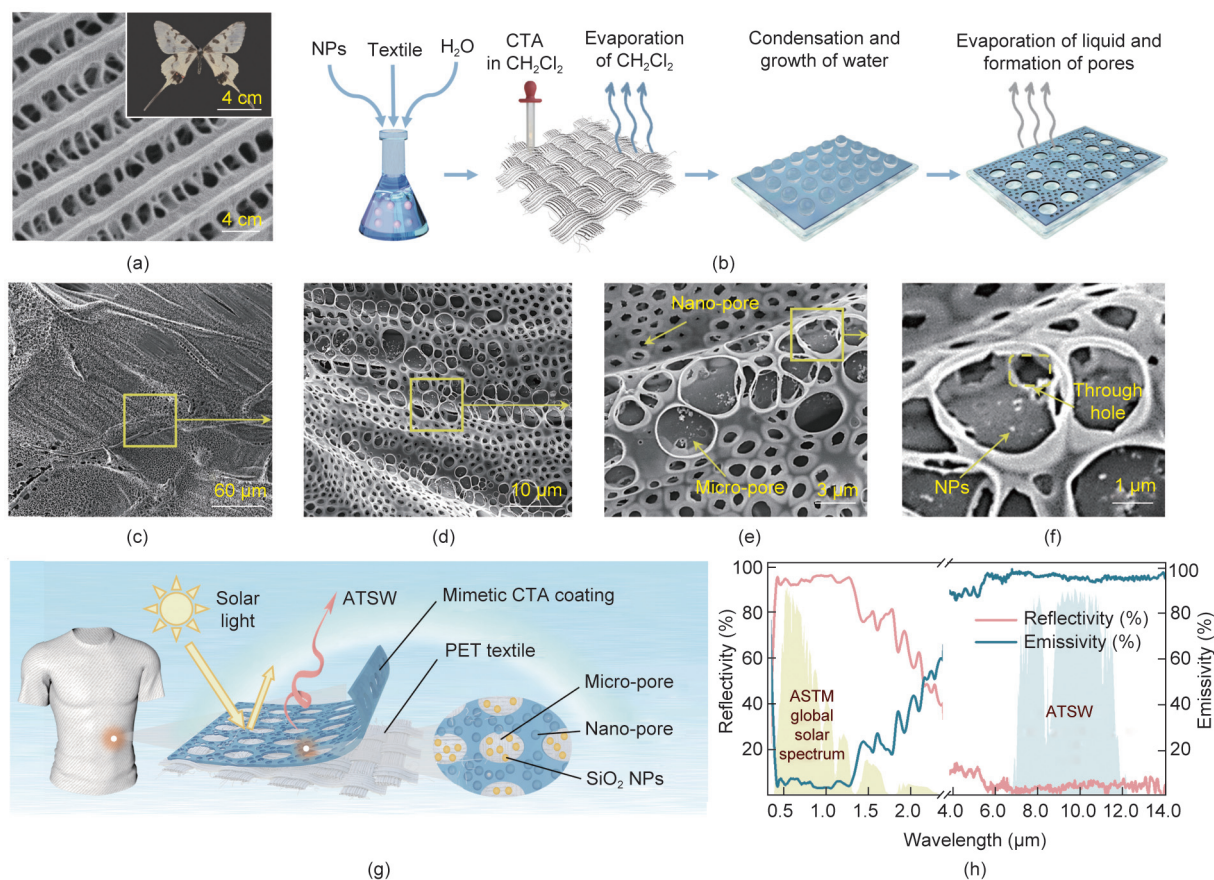 4 cm
4 cm
(a)
NPs
Textile
H₂O
CTA
in CH₂Cl₂
Evaporation
of CH₂Cl₂
Condensation and
growth of water
Evaporation of liquid and
formation of pores
(b)
60 μm
(c)
10 μm
(d)
Nano-pore
Micro-pore
3 μm
(e)
Through
hole
NPs
1 μm
(f)
Solar
light
ATSW
Mimetic CTA coating
PET textile
Micro-pore
Nano-pore
SiO₂ NPs
(g)
Reflectivity (%)
100
80
60
40
20
ASTM
global
solar
spectrum
Reflectivity (%)
Emissivity (%)
ATSW
100
80
60
40
20
Emissivity (%)
0.5 1.0 1.5 2.0 4.0 6.0 8.0 10.0 12.0 14.0
Wavelength (μm)
(h)